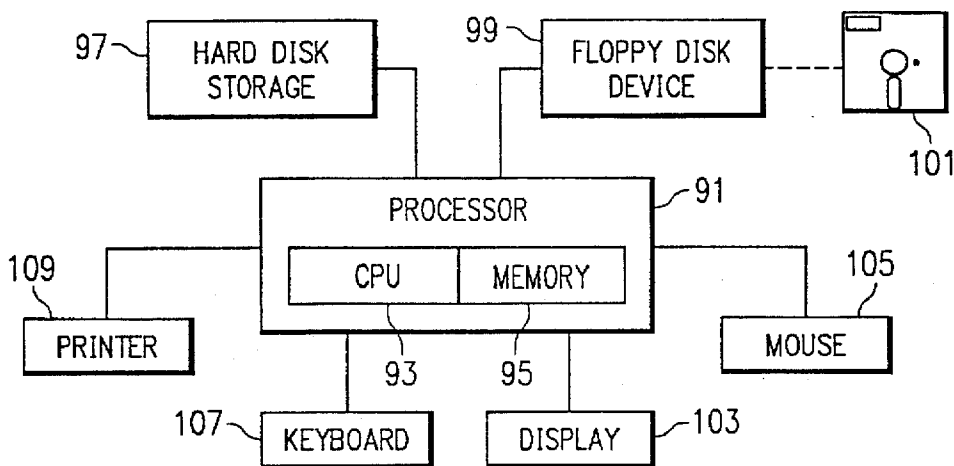 97
HARD DISK
STORAGE
99
FLOPPY DISK
DEVICE
101
PROCESSOR
91
CPU
MEMORY
93
95
109
PRINTER
105
MOUSE
107
KEYBOARD
DISPLAY
103